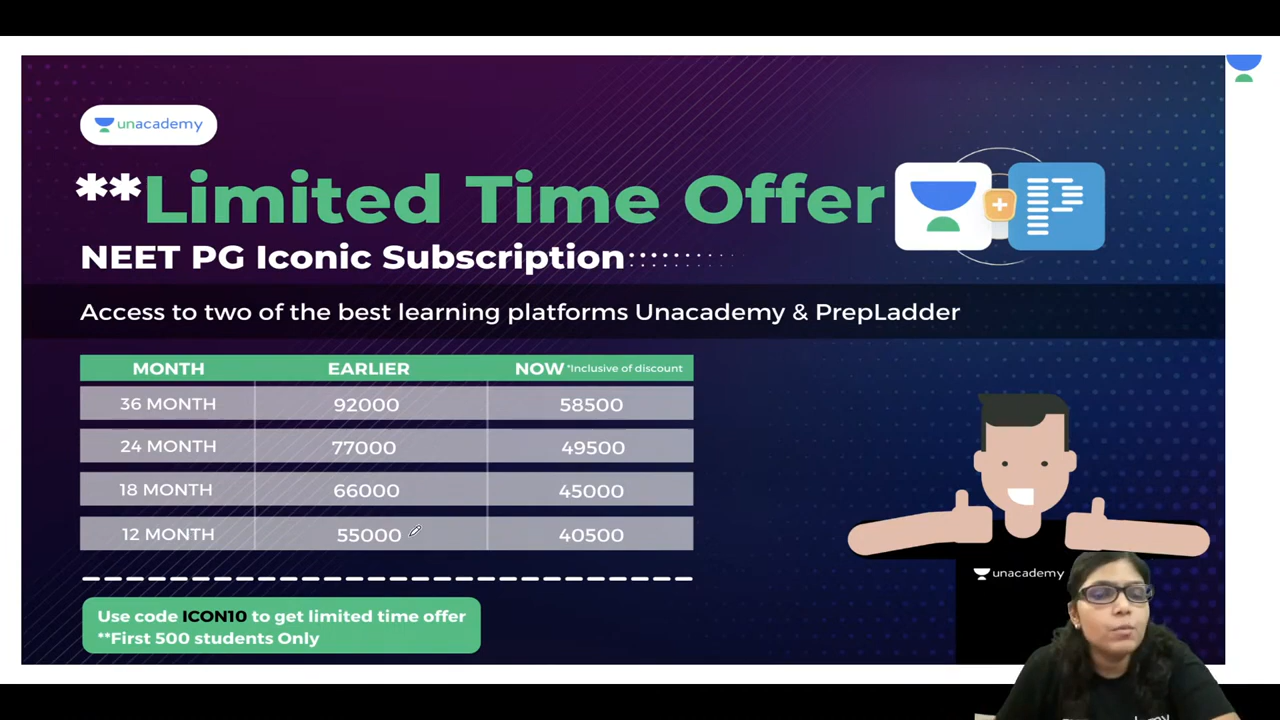 unacademy
**Limited Time Offer
NEET PG Iconic Subscription
Access to two of the best learning platforms Unacademy & PrepLadder
MONTH EARLIER NOW *Inclusive of discount
36 MONTH 92000 58500
24 MONTH 77000 49500
18 MONTH 66000 45000
12 MONTH 55000 40500
unacademy
Use code ICON10 to get limited time offer
**First 500 students Only